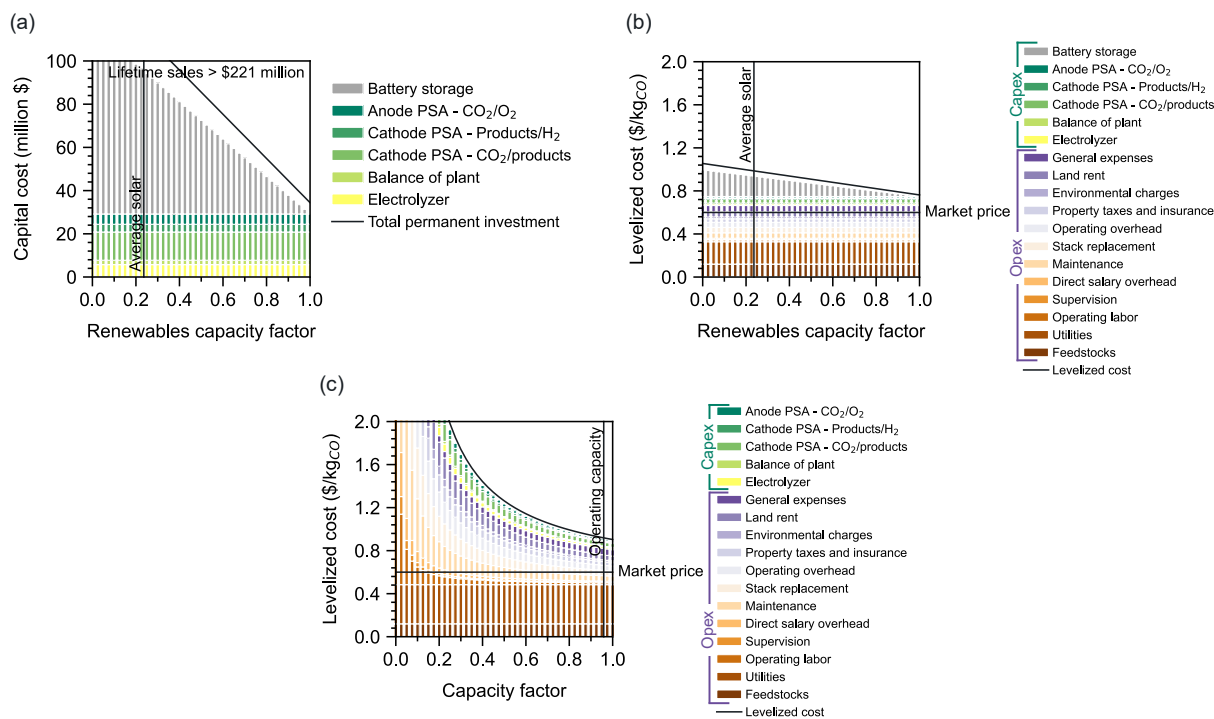 (a)
100
80
60
40
20
0
Capital cost (million $)
Lifetime sales > $221 million
Average solar
0.0 0.2 0.4 0.6 0.8 1.0
Renewables capacity factor
Battery storage
Anode PSA - CO₂/O₂
Cathode PSA - Products/H₂
Cathode PSA - CO₂/products
Balance of plant
Electrolyzer
Total permanent investment
(b)
2.0
1.6
1.2
0.8
0.4
0.0
Levelized cost ($/kgCO)
Average solar
Market price
0.0 0.2 0.4 0.6 0.8 1.0
Renewables capacity factor
Capex
Battery storage
Anode PSA - CO₂/O₂
Cathode PSA - CO₂/products
Cathode PSA - Products/H₂
Balance of plant
Electrolyzer
Opex
General expenses
Land rent
Environmental charges
Property taxes and insurance
Operating overhead
Stack replacement
Maintenance
Direct salary overhead
Supervision
Operating labor
Utilities
Feedstocks
Levelized cost
(c)
2.0
1.6
1.2
0.8
0.4
0.0
Levelized cost ($/kgCO)
Operating capacity
Market price
0.0 0.2 0.4 0.6 0.8 1.0
Capacity factor
Capex
Anode PSA - CO₂/O₂
Cathode PSA - Products/H₂
Cathode PSA - CO₂/products
Balance of plant
Electrolyzer
Opex
General expenses
Land rent
Environmental charges
Property taxes and insurance
Operating overhead
Stack replacement
Maintenance
Direct salary overhead
Supervision
Operating labor
Utilities
Feedstocks
Levelized cost